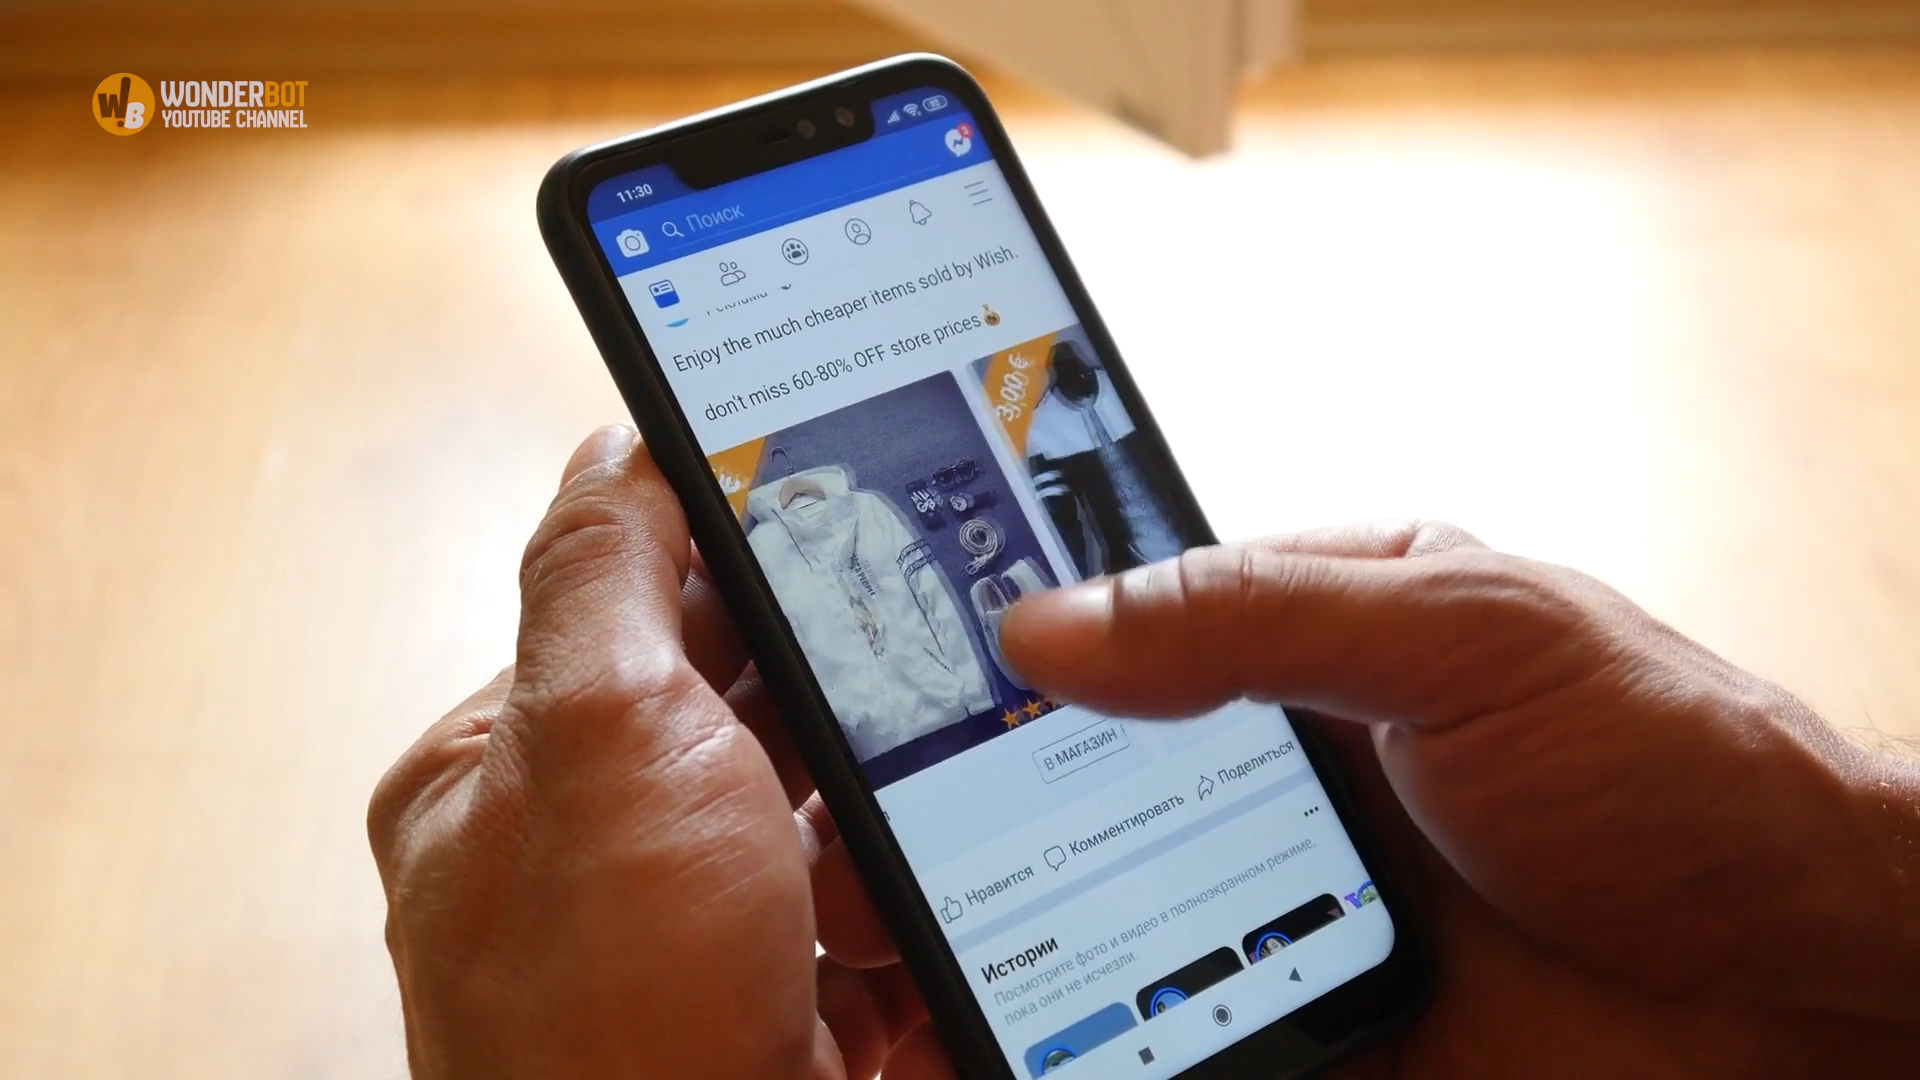 WONDERBOT
YOUTUBE CHANNEL
11:30
3
Поиск
Enjoy the much cheaper items sold by Wish.
don't miss 60-80% OFF store prices
3,00 €
€
В МАГАЗИН
Нравится Комментировать Поделиться
Истории
Посмотрите фото и видео в полноэкранном режиме,
пока они не исчезли.